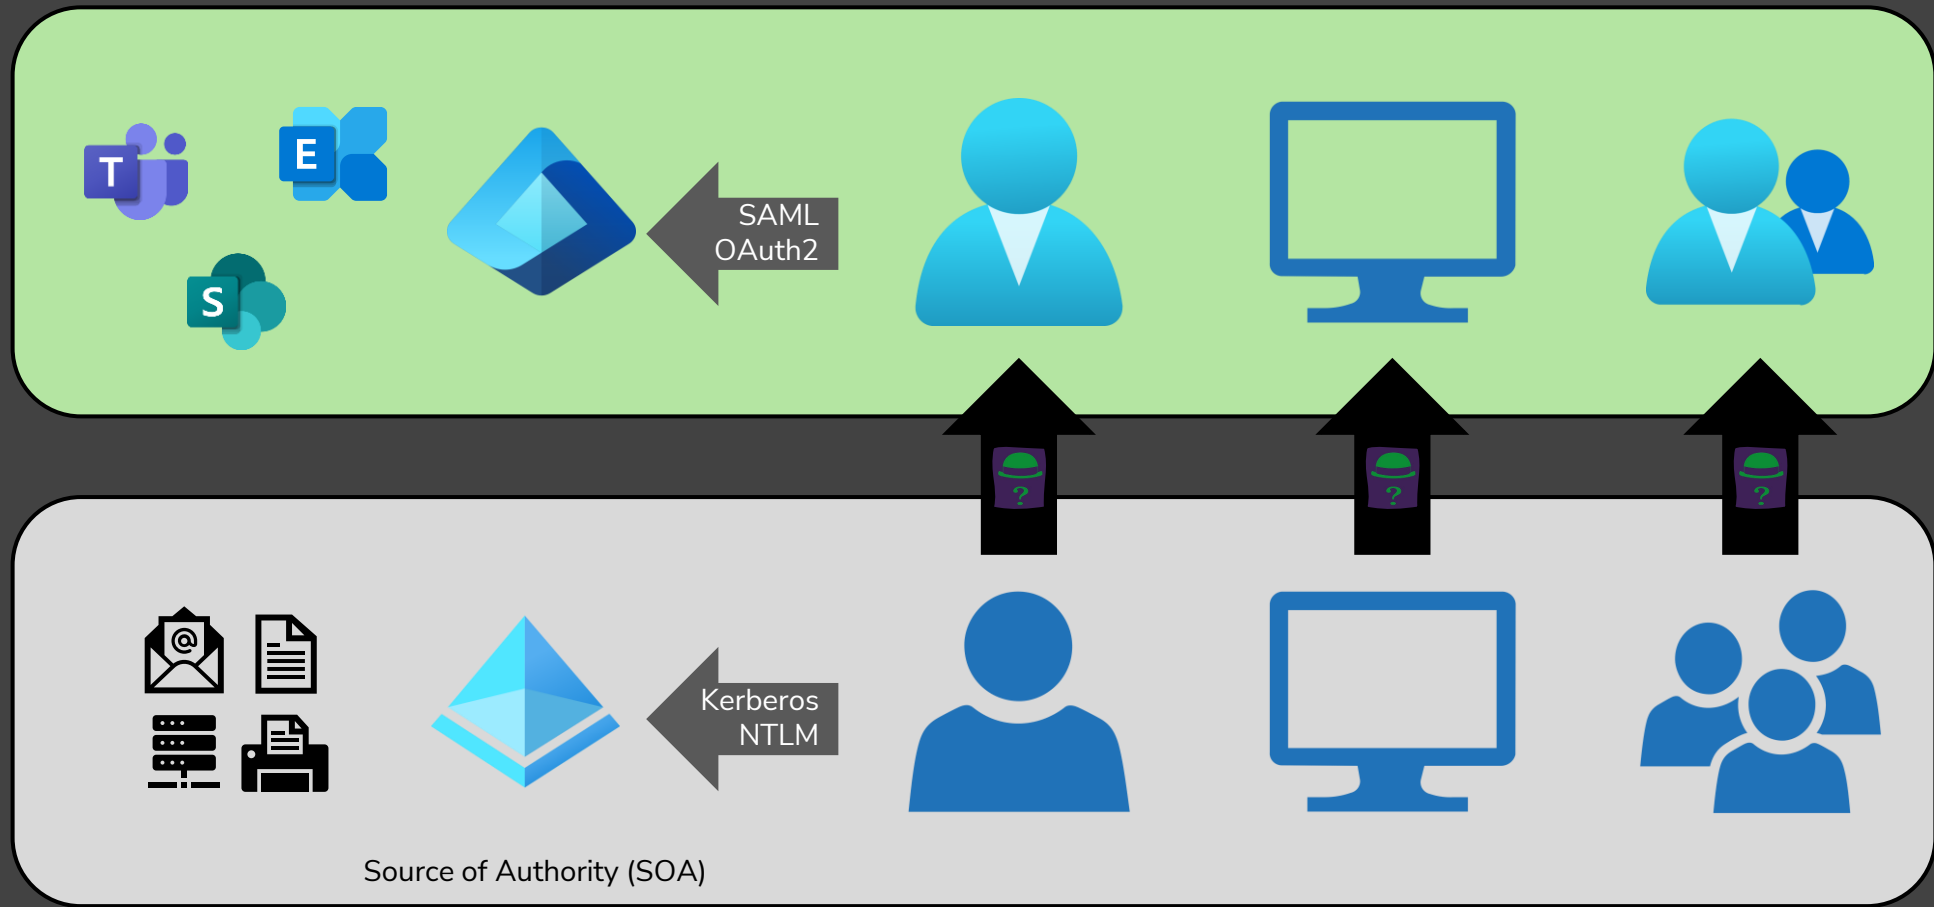 T
E
S
SAML
OAuth2
?
?
?
@
Kerberos
NTLM
Source of Authority (SOA)